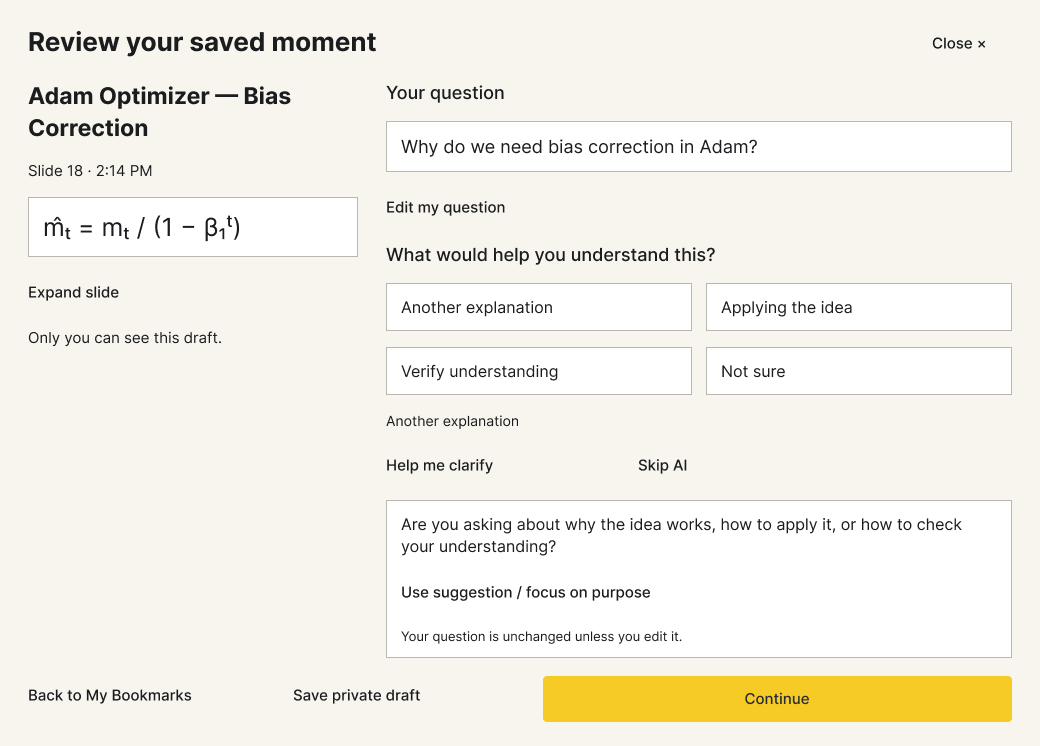 Review your saved moment
Close ×
Adam Optimizer — Bias
Correction
Slide 18 · 2:14 PM
m̂ₜ = mₜ / (1 − β₁ᵗ)
Expand slide
Only you can see this draft.
Your question
Why do we need bias correction in Adam?
Edit my question
What would help you understand this?
Another explanation
Applying the idea
Verify understanding
Not sure
Another explanation
Help me clarify
Skip AI
Are you asking about why the idea works, how to apply it, or how to check
your understanding?
Use suggestion / focus on purpose
Your question is unchanged unless you edit it.
Back to My Bookmarks
Save private draft
Continue